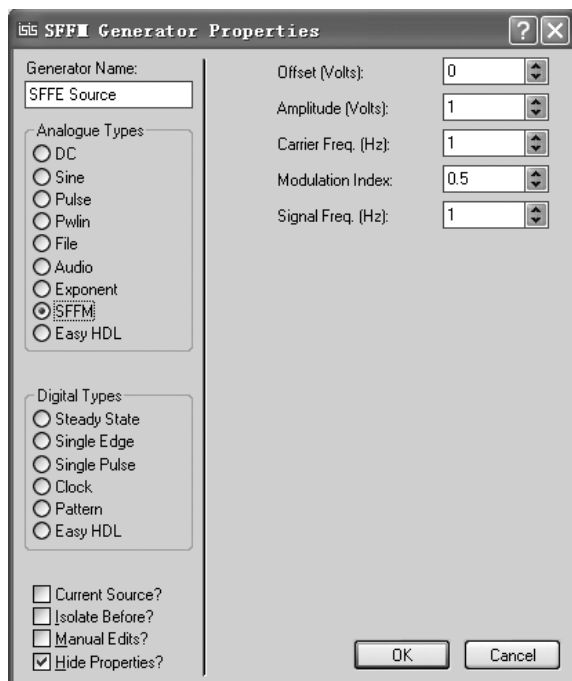 isis SFFM Generator Properties
Generator Name:
SFFE Source
Analogue Types
DC
Sine
Pulse
Pwlin
File
Audio
Exponent
SFFM
Easy HDL
Digital Types
Steady State
Single Edge
Single Pulse
Clock
Pattern
Easy HDL
Current Source?
Isolate Before?
Manual Edits?
Hide Properties?
Offset (Volts): 0
Amplitude (Volts): 1
Carrier Freq. (Hz): 1
Modulation Index: 0.5
Signal Freq. (Hz): 1
OK Cancel